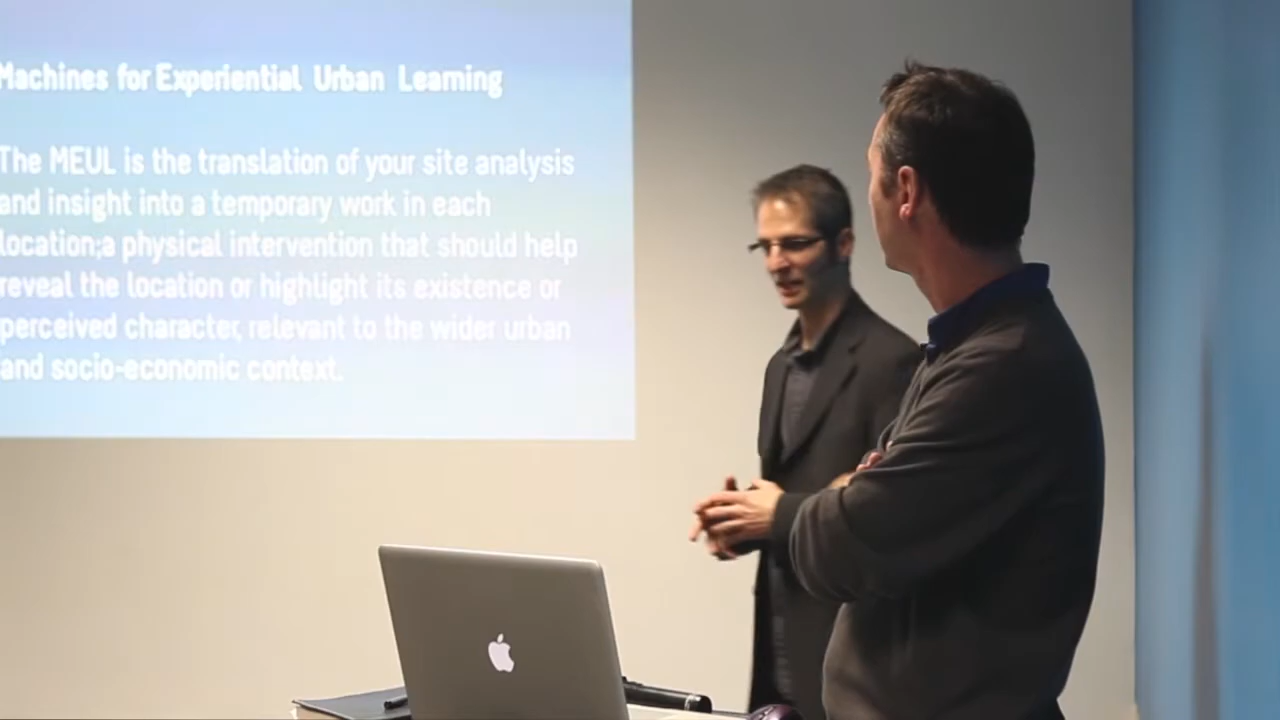 Machines for Experiential Urban Learning
The MEUL is the translation of your site analysis
and insight into a temporary work in each
location;a physical intervention that should help
reveal the location or highlight its existence or
perceived character, relevant to the wider urban
and socio-economic context.